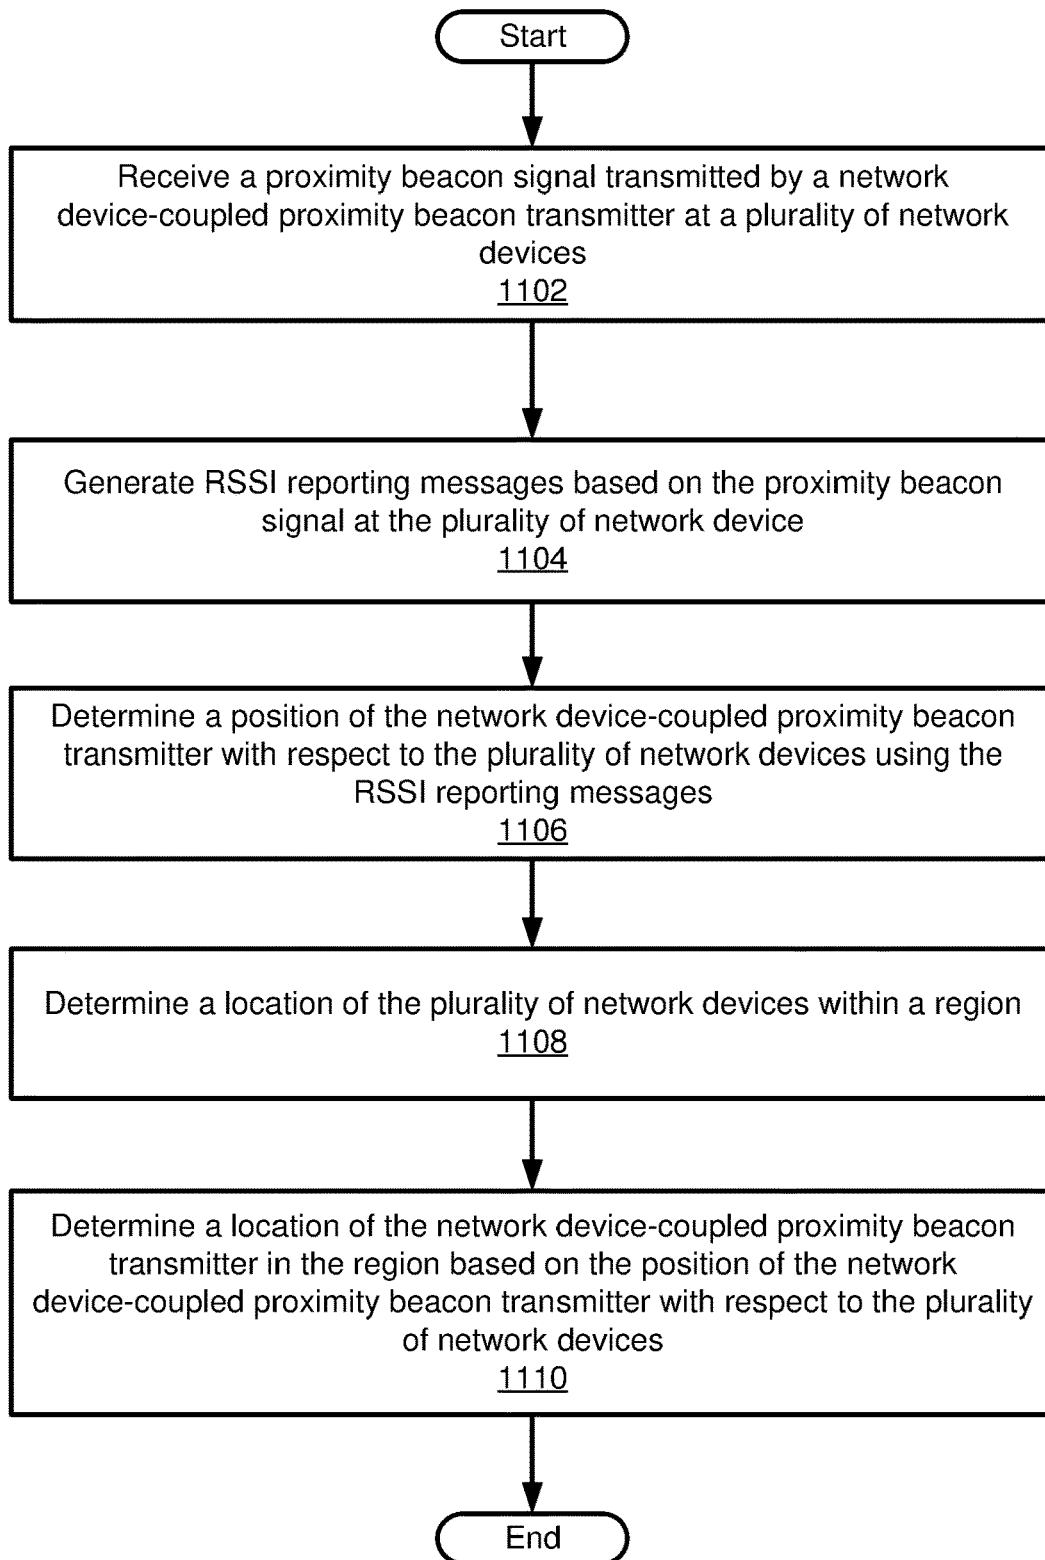 Start
Receive a proximity beacon signal transmitted by a network
device-coupled proximity beacon transmitter at a plurality of network
devices
1102
Generate RSSI reporting messages based on the proximity beacon
signal at the plurality of network device
1104
Determine a position of the network device-coupled proximity beacon
transmitter with respect to the plurality of network devices using the
RSSI reporting messages
1106
Determine a location of the plurality of network devices within a region
1108
Determine a location of the network device-coupled proximity beacon
transmitter in the region based on the position of the network
device-coupled proximity beacon transmitter with respect to the plurality
of network devices
1110
End